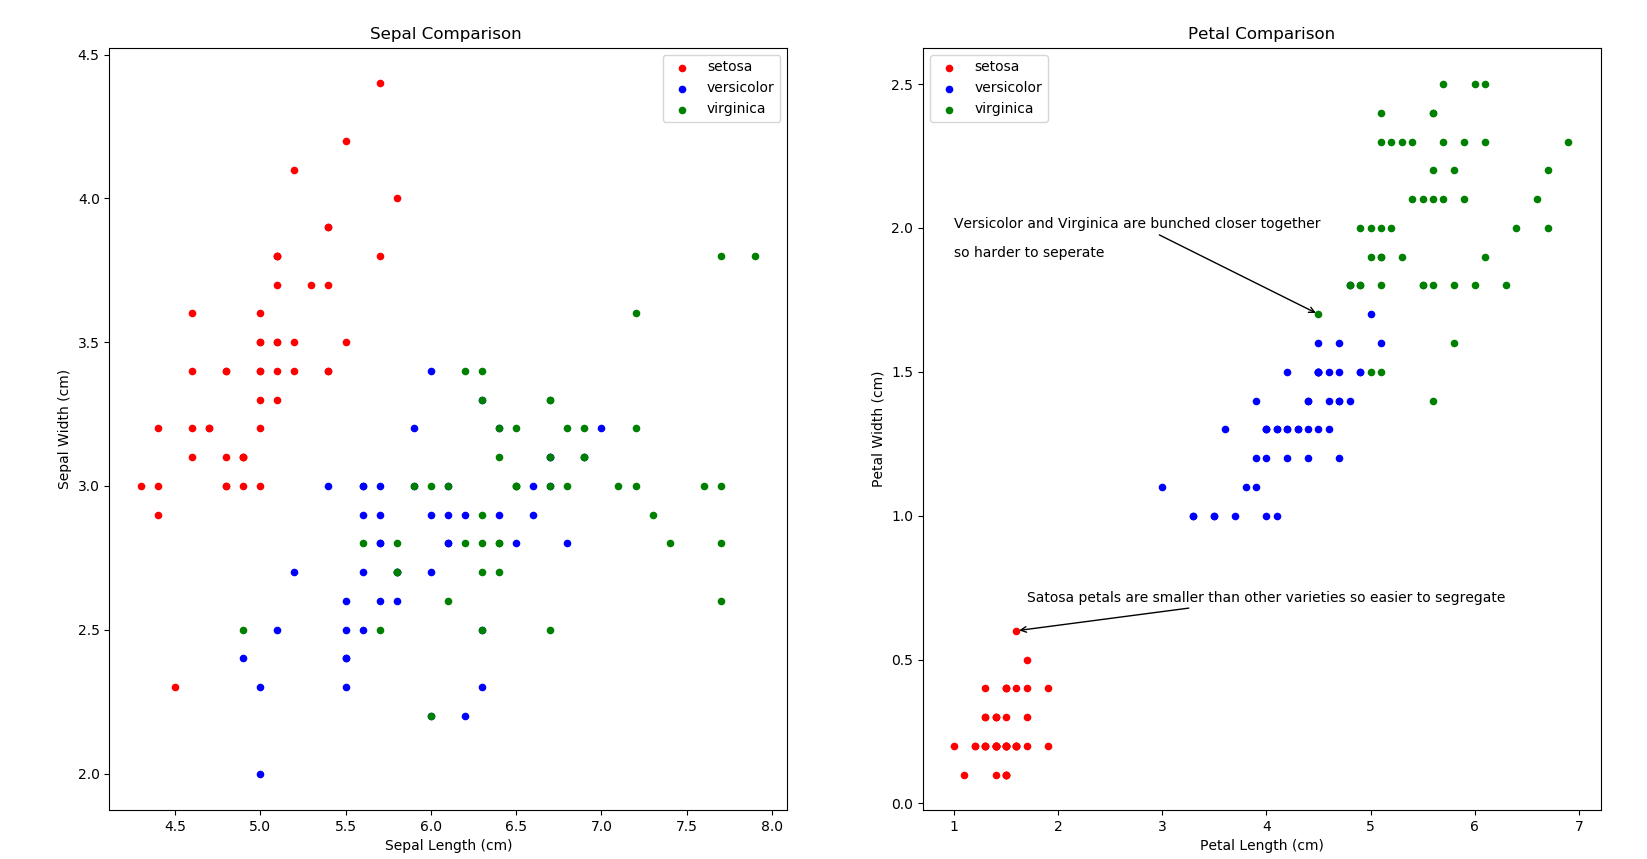 Sepal Comparison
setosa
versicolor
virginica
4.5
4.0
3.5
3.0
2.5
2.0
Sepal Width (cm)
4.5
5.0
5.5
6.0
6.5
7.0
7.5
8.0
Sepal Length (cm)
Petal Comparison
setosa
versicolor
virginica
Versicolor and Virginica are bunched closer together
so harder to seperate
Satosa petals are smaller than other varieties so easier to segregate
2.5
2.0
1.5
1.0
0.5
0.0
Petal Width (cm)
1
2
3
4
5
6
7
Petal Length (cm)